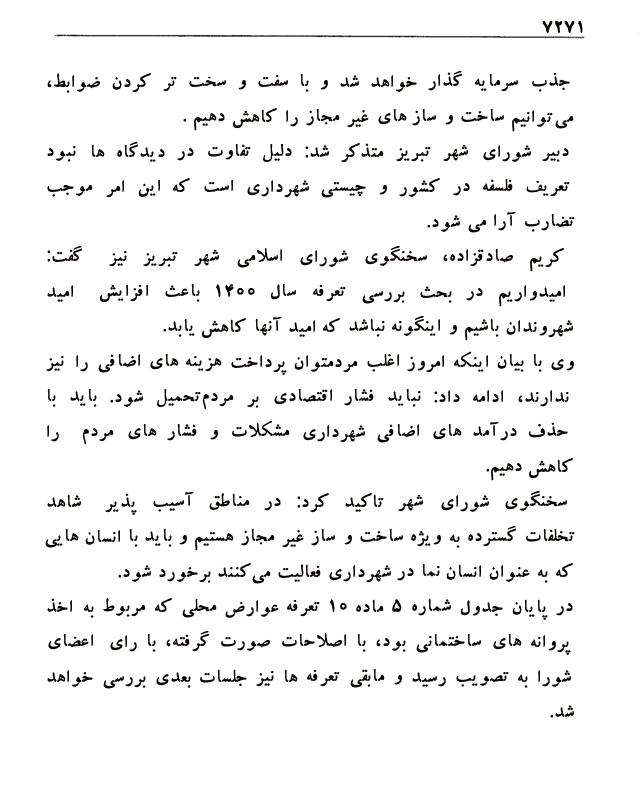 ۷۲۷۱
جذب سرمایه گذار خواهد شد و با سفت و سخت تر کردن ضوابط،
می‌توانیم ساخت و ساز های غیر مجاز را کاهش دهیم .
دبیر شورای شهر تبریز متذکر شد: دلیل تفاوت در دیدگاه ها نبود
تعریف فلسفه در کشور و چیستی شهرداری است که این امر موجب
تضارب آرا می شود.
کریم صادقزاده، سخنگوی شورای اسلامی شهر تبریز نیز گفت:
امیدواریم در بحث بررسی تعرفه سال ۱۴۰۰ باعث افزایش امید
شهروندان باشیم و اینگونه نباشد که امید آنها کاهش یابد.
وی با بیان اینکه امروز اغلب مردمتوان پرداخت هزینه های اضافی را نیز
ندارند، ادامه داد: نباید فشار اقتصادی بر مردم‌تحمیل شود. باید با
حذف درآمد های اضافی شهرداری مشکلات و فشار های مردم را
کاهش دهیم.
سخنگوی شورای شهر تاکید کرد: در مناطق آسیب پذیر شاهد
تخلفات گسترده به ویژه ساخت و ساز غیر مجاز هستیم و باید با انسان هایی
که به عنوان انسان نما در شهرداری فعالیت می‌کنند برخورد شود.
در پایان جدول شماره ۵ ماده ۱۰ تعرفه عوارض محلی که مربوط به اخذ
پروانه های ساختمانی بود، با اصلاحات صورت گرفته، با رای اعضای
شورا به تصویب رسید و مابقی تعرفه ها نیز جلسات بعدی بررسی خواهد
شد.